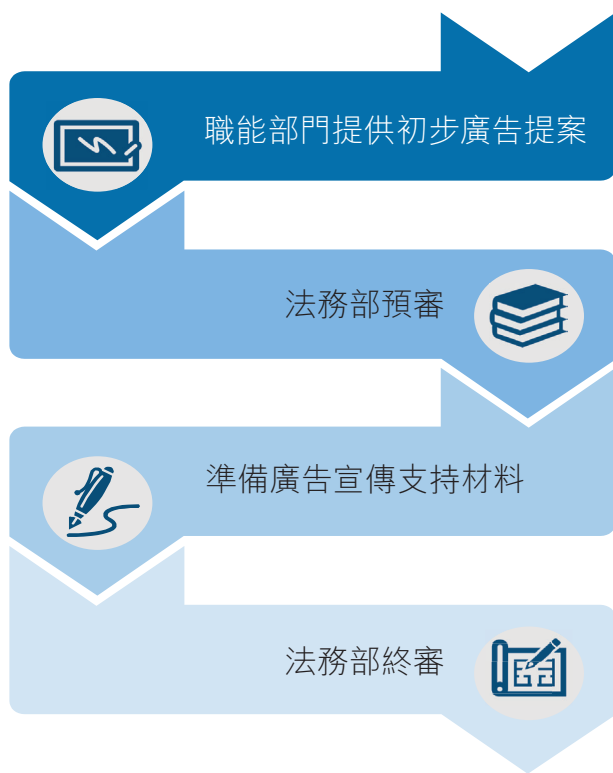 職能部門提供初步廣告提案
法務部預審
準備廣告宣傳支持材料
法務部終審